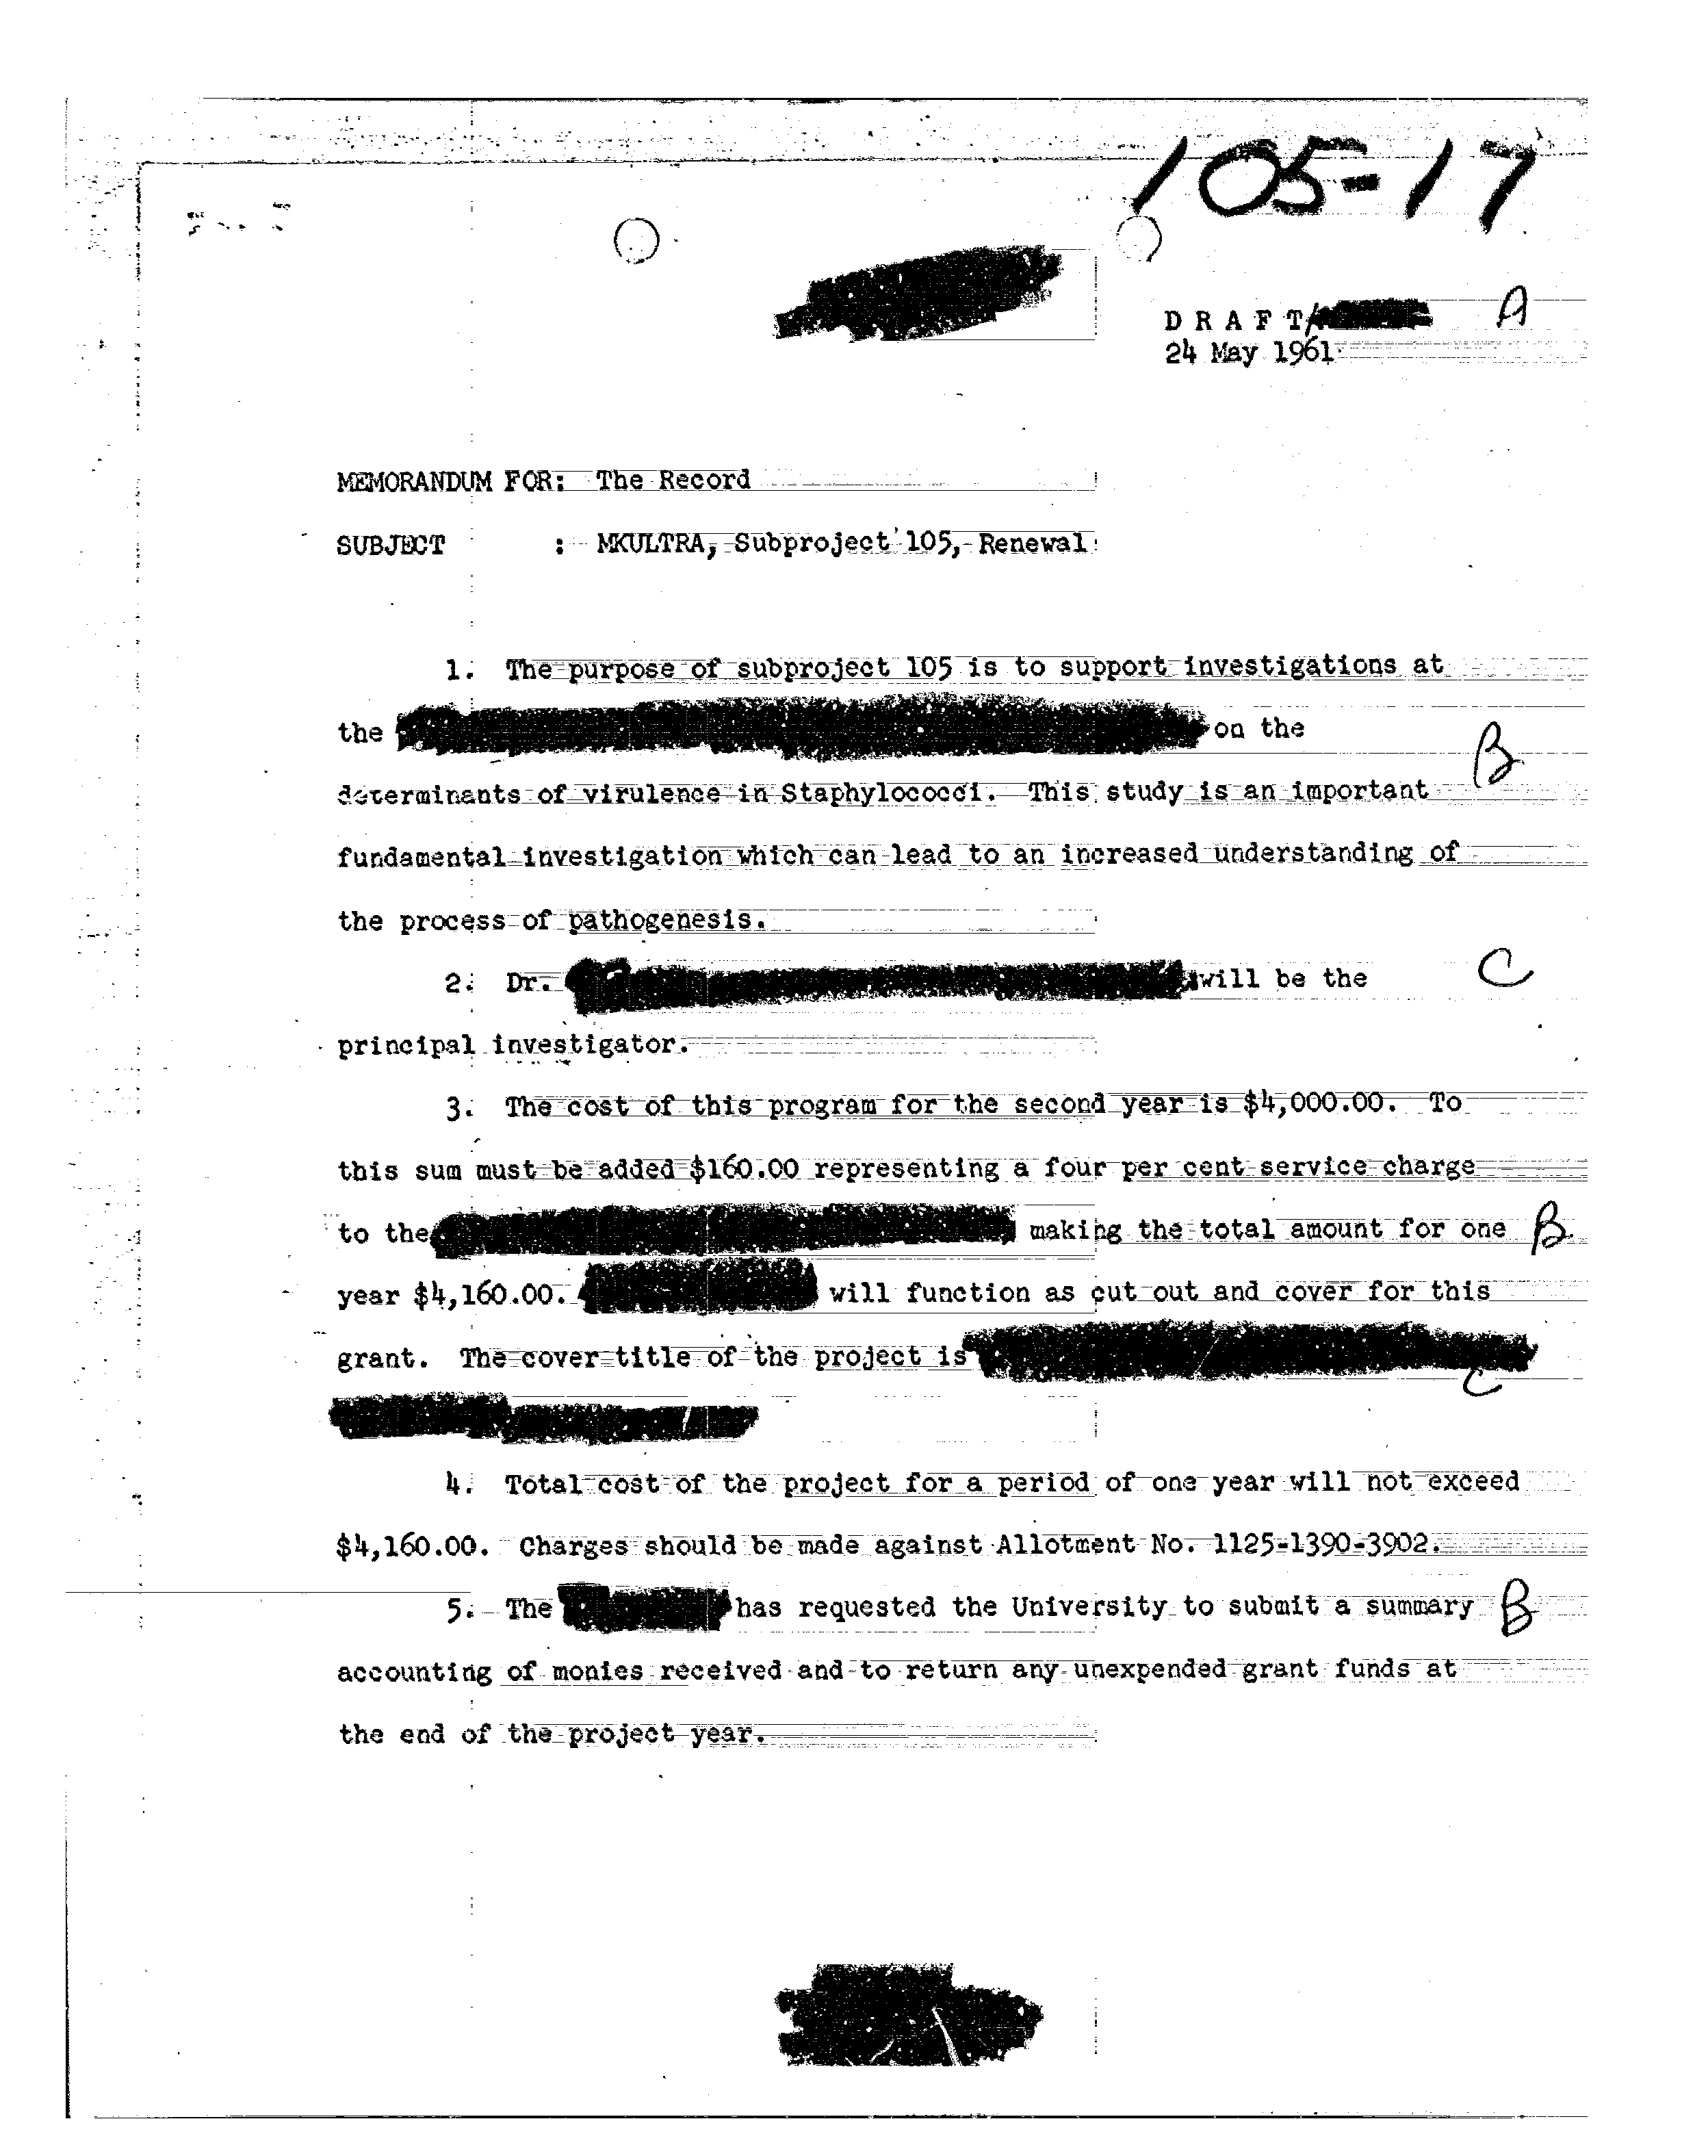 105-17
DRAFT/ A
24 May 1961
MEMORANDUM FOR: The Record
SUBJECT : MKULTRA, Subproject 105, Renewal
1. The purpose of subproject 105 is to support investigations at
the on the
B
determinants of virulence in Staphylococci. This study is an important
fundamental investigation which can lead to an increased understanding of
the process of pathogenesis.
2. Dr. will be the C
principal investigator.
3. The cost of this program for the second year is $4,000.00. To
this sum must be added $160.00 representing a four per cent service charge
to the making the total amount for one B
year $4,160.00. will function as cut out and cover for this
grant. The cover title of the project is
C
4. Total cost of the project for a period of one year will not exceed
$4,160.00. Charges should be made against Allotment No. 1125-1390-3902.
5. The has requested the University to submit a summary B
accounting of monies received and to return any unexpended grant funds at
the end of the project year.